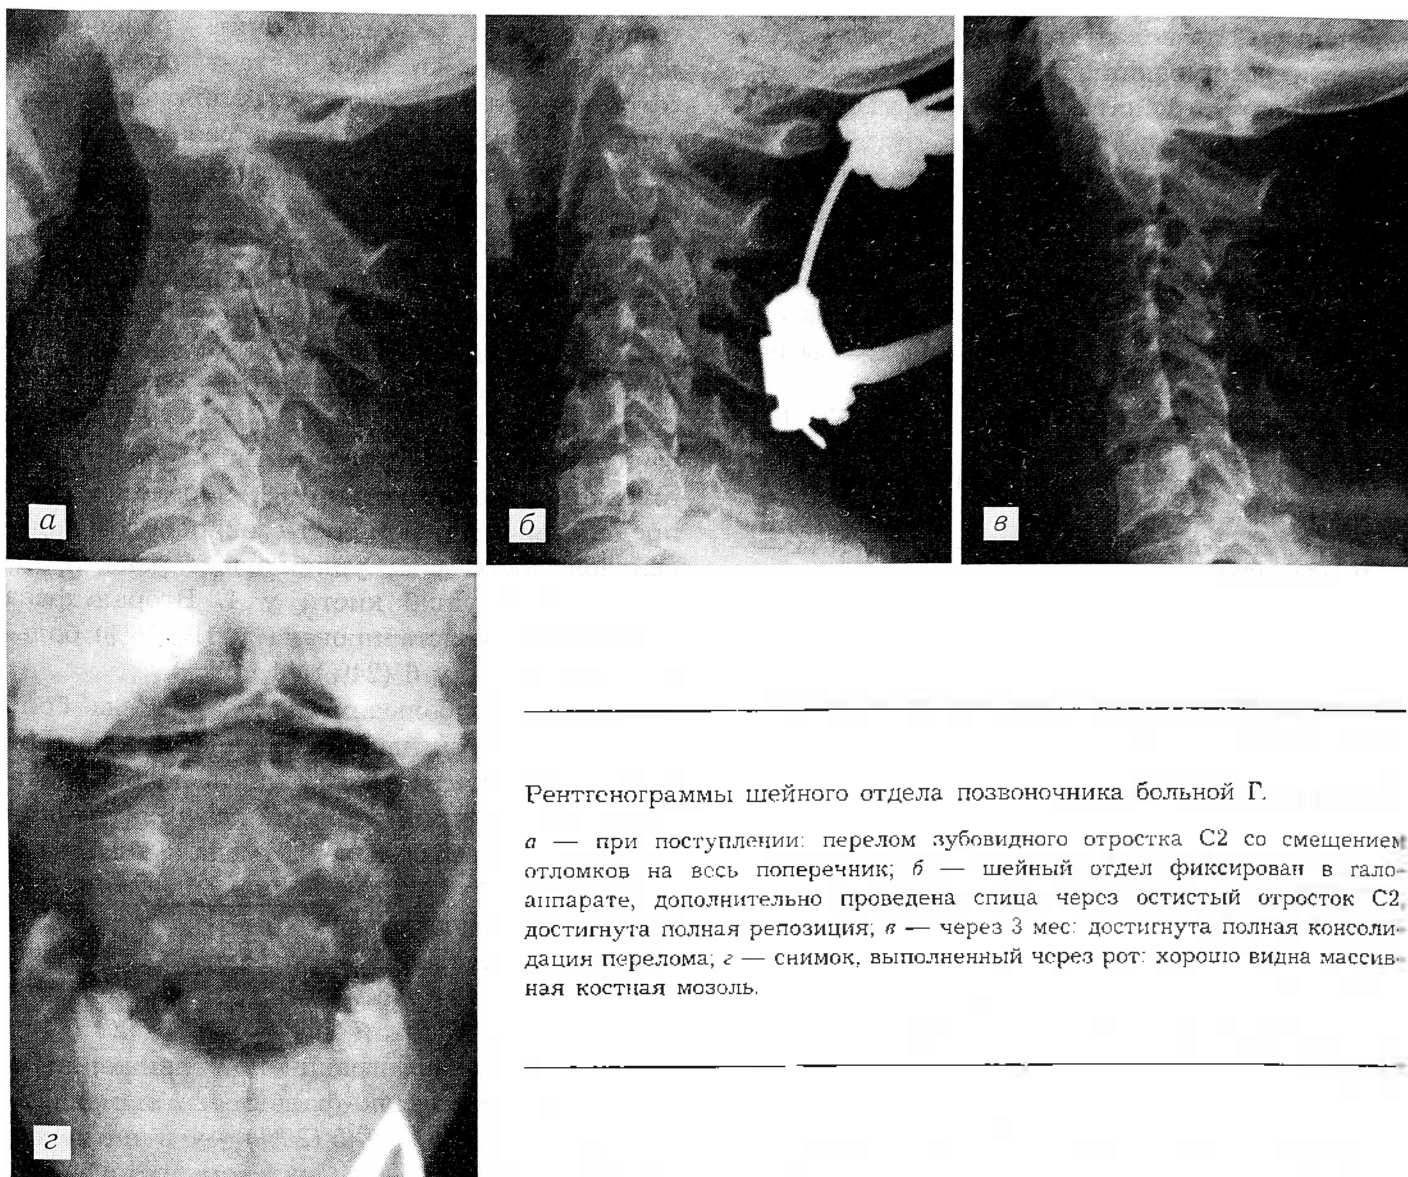 а
б
в
г
Рентгенограммы шейного отдела позвоночника больной Г.
а — при поступлении: перелом зубовидного отростка С2 со смещением
отломков на весь поперечник; б — шейный отдел фиксирован в гало-
аппарате, дополнительно проведена спица через остистый отросток С2,
достигнута полная репозиция; в — через 3 мес: достигнута полная консоли-
дация перелома; г — снимок, выполненный через рот: хорошо видна массив-
ная костная мозоль.